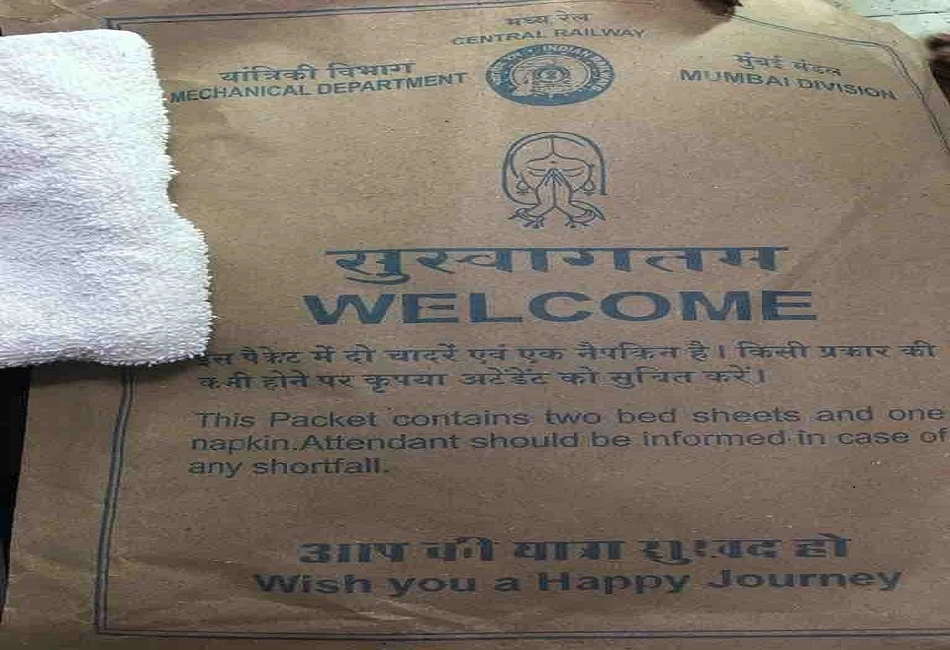 मध्य रेल
CENTRAL RAILWAY
यांत्रिकी विभाग
MECHANICAL DEPARTMENT
मुंबई मंडल
MUMBAI DIVISION
INDIAN
सुस्वागतम
WELCOME
इस पैकेट में दो चादरें एवं एक नैपकिन है। किसी प्रकार की
कमी होने पर कृपया अटेंडेंट को सुचित करें।
This Packet contains two bed sheets and one
napkin.Attendant should be informed in case of
any shortfall.
आप की यात्रा सुखद हो
Wish you a Happy Journey